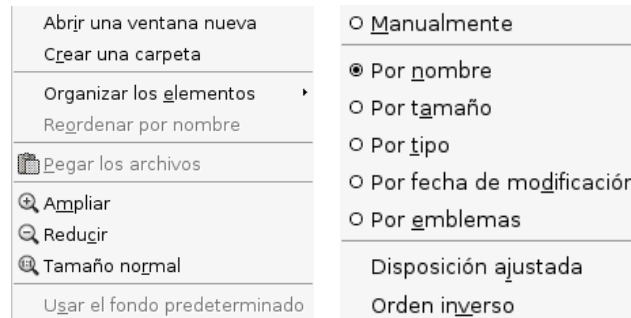 Abrir una ventana nueva
Crear una carpeta
Organizar los elementos
Reordenar por nombre
Pegar los archivos
Ampliar
Reducir
Tamaño normal
Usar el fondo predeterminado
Manualmente
Por nombre
Por tamaño
Por tipo
Por fecha de modificación
Por emblemas
Disposición ajustada
Orden inverso